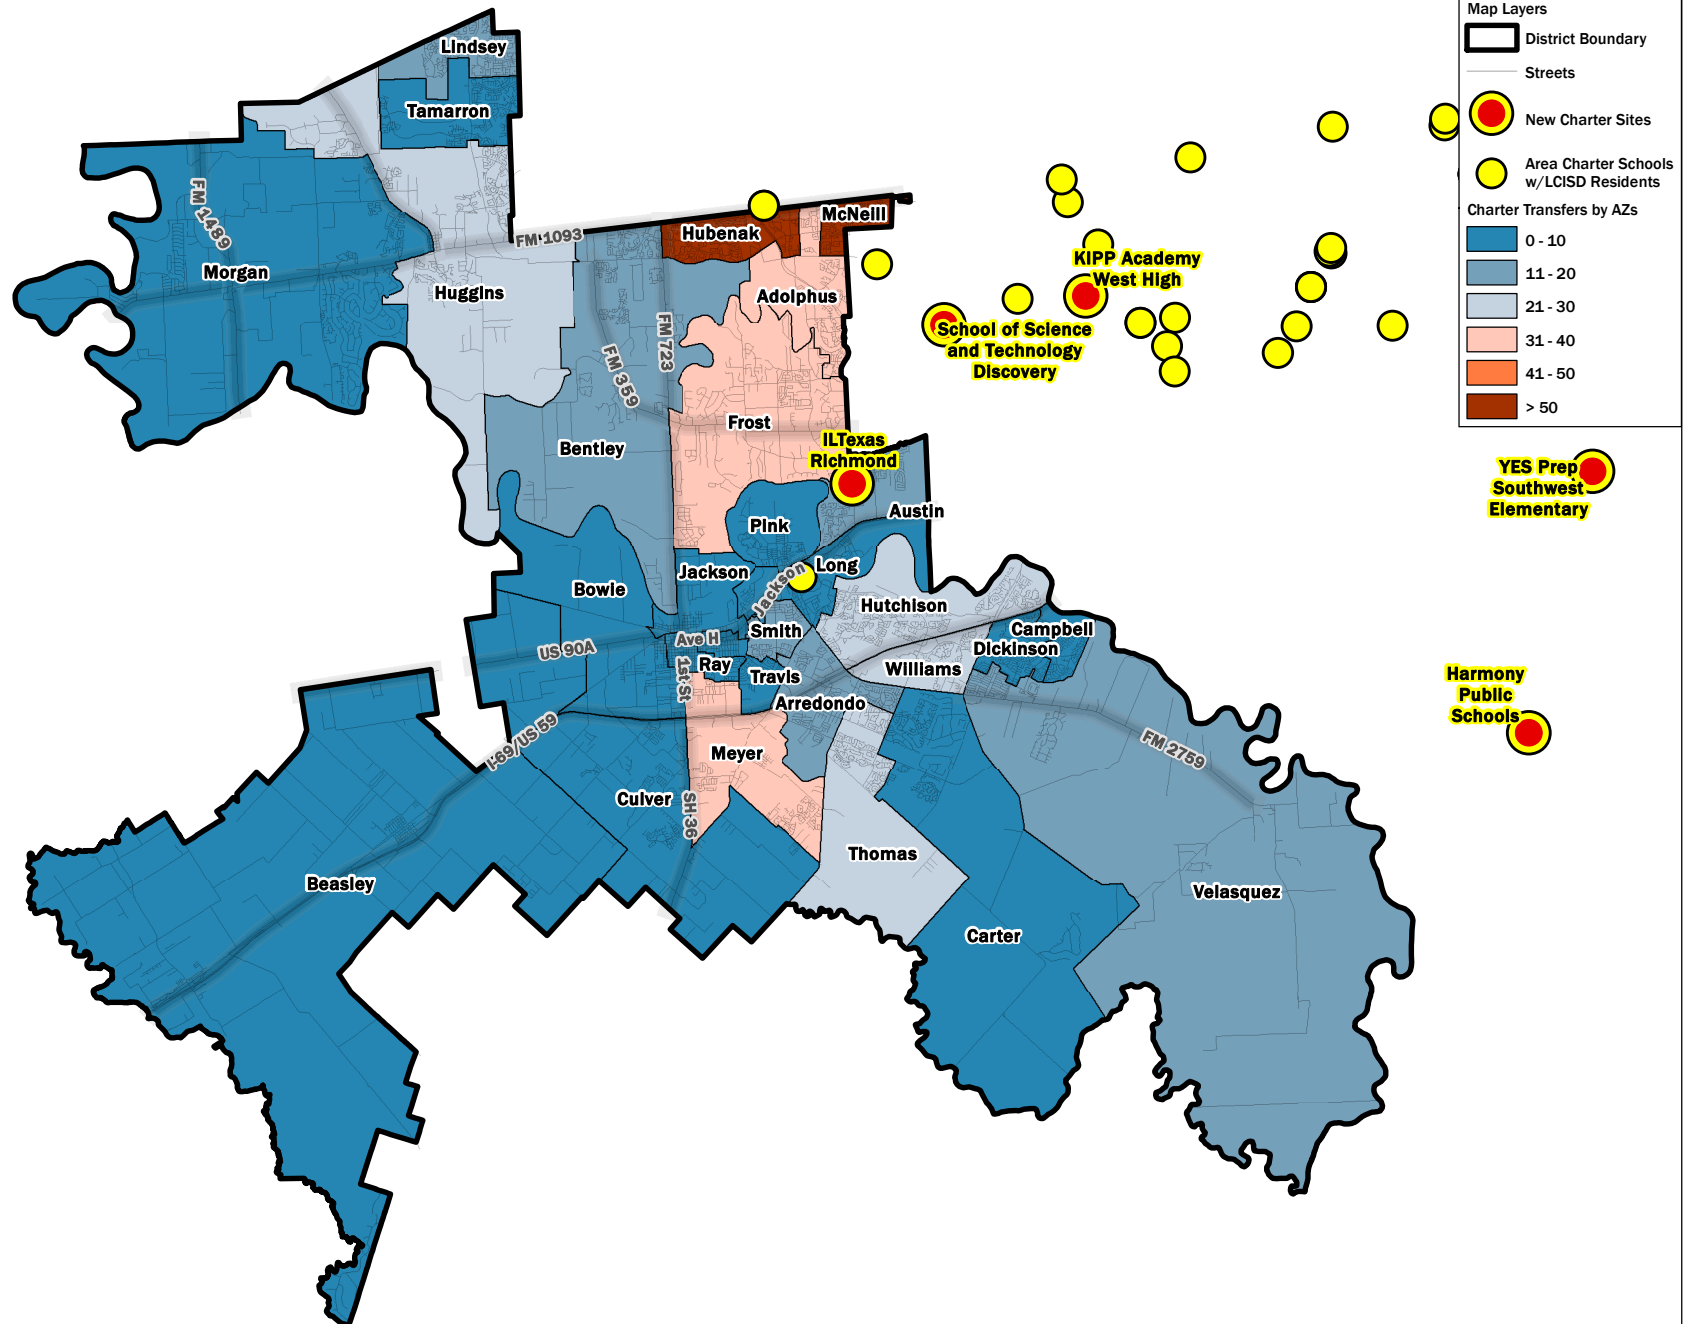 Map Layers
District Boundary
Streets
New Charter Sites
Area Charter Schools
w/LCISD Residents
Charter Transfers by AZs
0 - 10
11 - 20
21 - 30
31 - 40
41 - 50
> 50
Lindsey
Tamarron
FM 1489
Morgan
FM 1093
Huggins
Hubenak
McNeill
Adolphus
FM 723
FM 359
Frost
Bentley
KIPP Academy
West High
School of Science
and Technology
Discovery
ILTexas
Richmond
YES Prep
Southwest
Elementary
Austin
Pink
Long
Jackson
Jackson
Bowie
Hutchison
Smith
Ave H
US 90A
Campbell
Dickinson
Ray
1st St
Travis
Williams
Arredondo
Harmony
Public
Schools
I-69/US 59
Meyer
FM 2759
Culver
SH 36
Thomas
Beasley
Velasquez
Carter